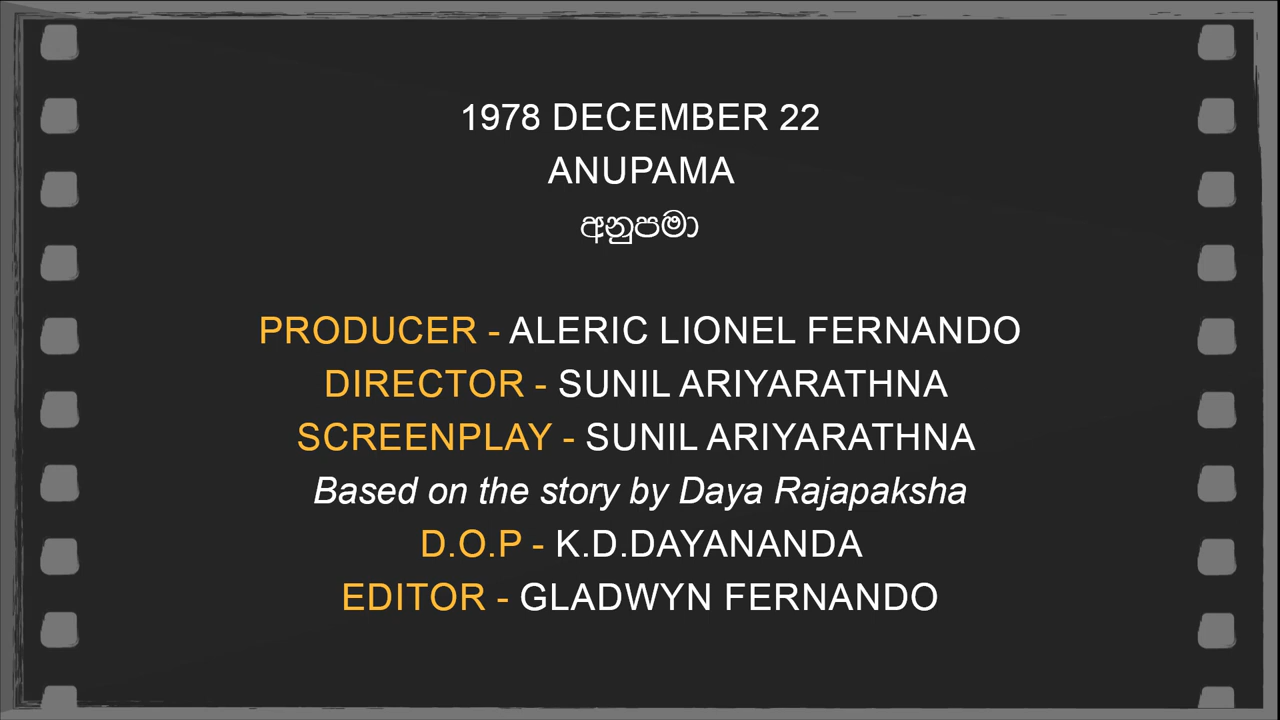 1978 DECEMBER 22
ANUPAMA
අනුපමා
PRODUCER - ALERIC LIONEL FERNANDO
DIRECTOR - SUNIL ARIYARATHNA
SCREENPLAY - SUNIL ARIYARATHNA
Based on the story by Daya Rajapaksha
D.O.P - K.D.DAYANANDA
EDITOR - GLADWYN FERNANDO